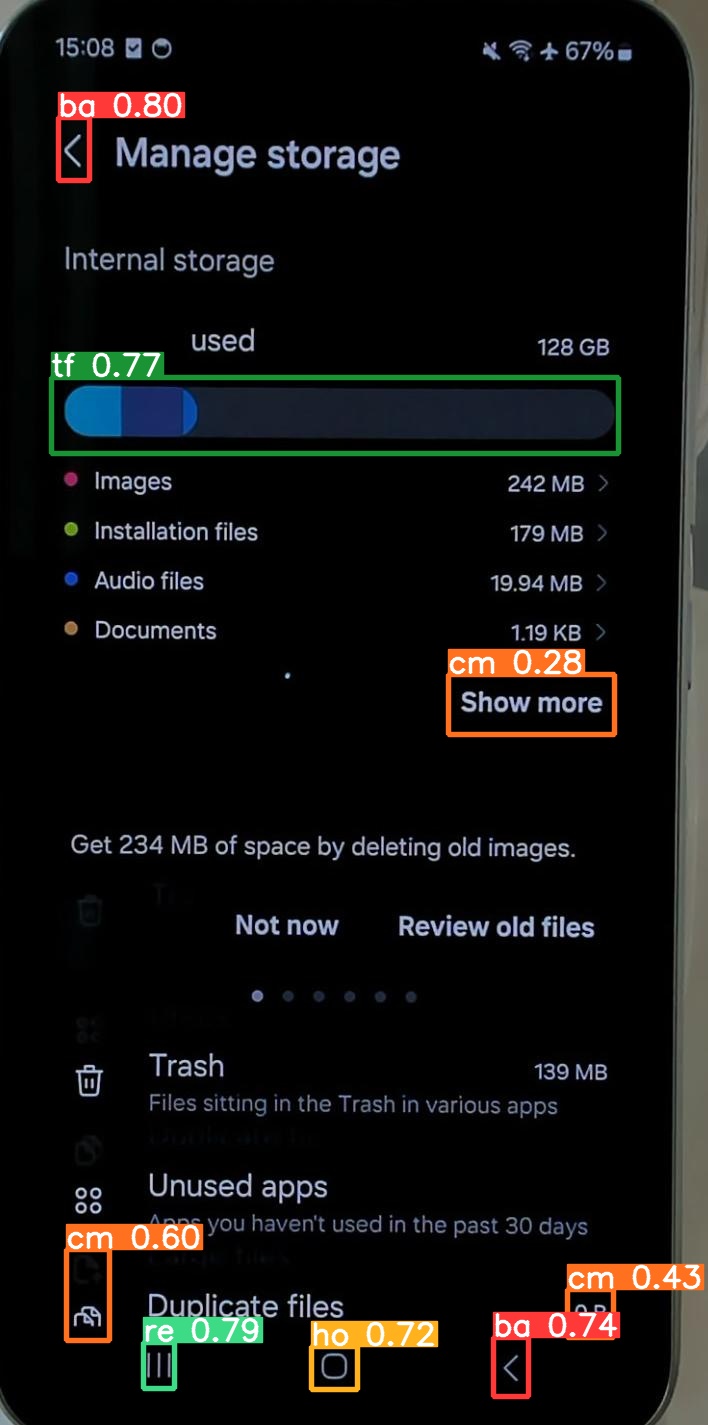 15:08 67%
ba 0.80
Manage storage
Internal storage
used 128 GB
tf 0.77
Images 242 MB
Installation files 179 MB
Audio files 19.94 MB
Documents 1.19 KB
cm 0.28
Show more
Get 234 MB of space by deleting old images.
Not now Review old files
Trash 139 MB
Files sitting in the Trash in various apps
Unused apps
Apps you haven't used in the past 30 days
cm 0.60
cm 0.43
Duplicate files
re 0.79 ho 0.72 ba 0.74